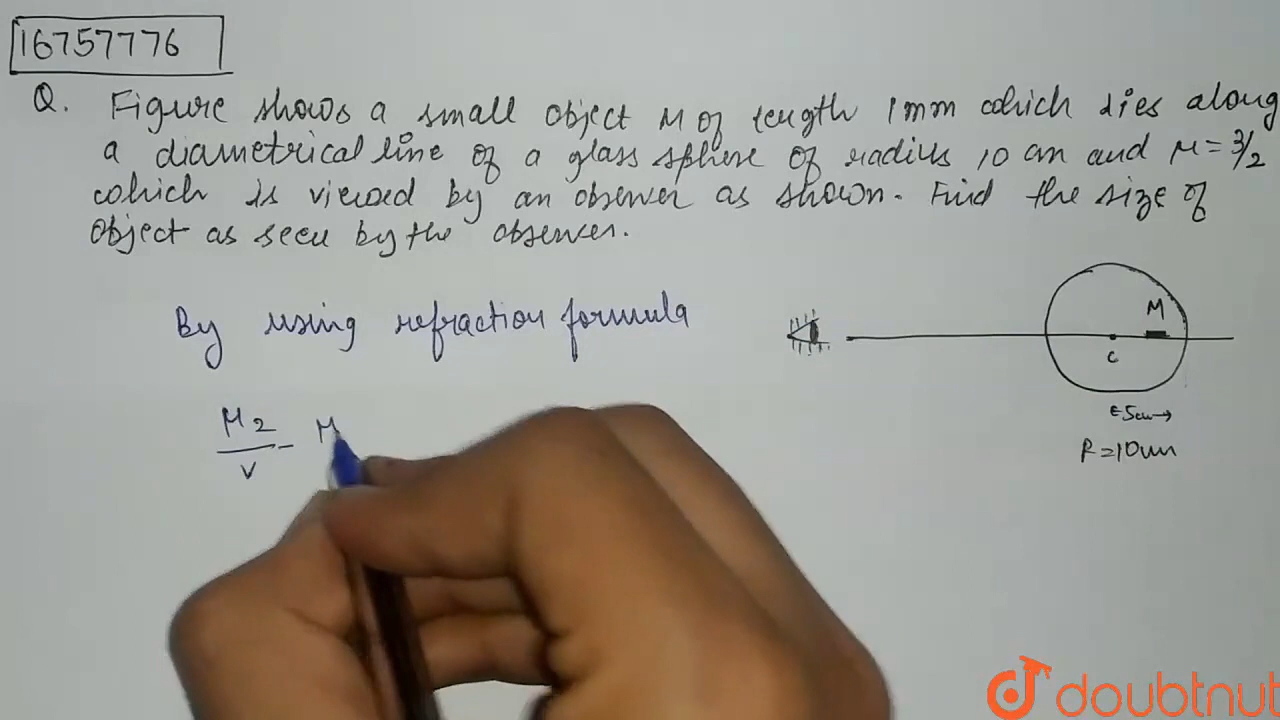 16757776
Q. Figure shows a small object M of length 1mm which lies along
a diametrical line of a glass sphere of radius 10 cm and μ = 3/2
which is viewed by an observer as shown. Find the size of
object as seen by the observer.
By using refraction formula
M
C
5cm
R=10cm
μ2/v - μ
doubtnut